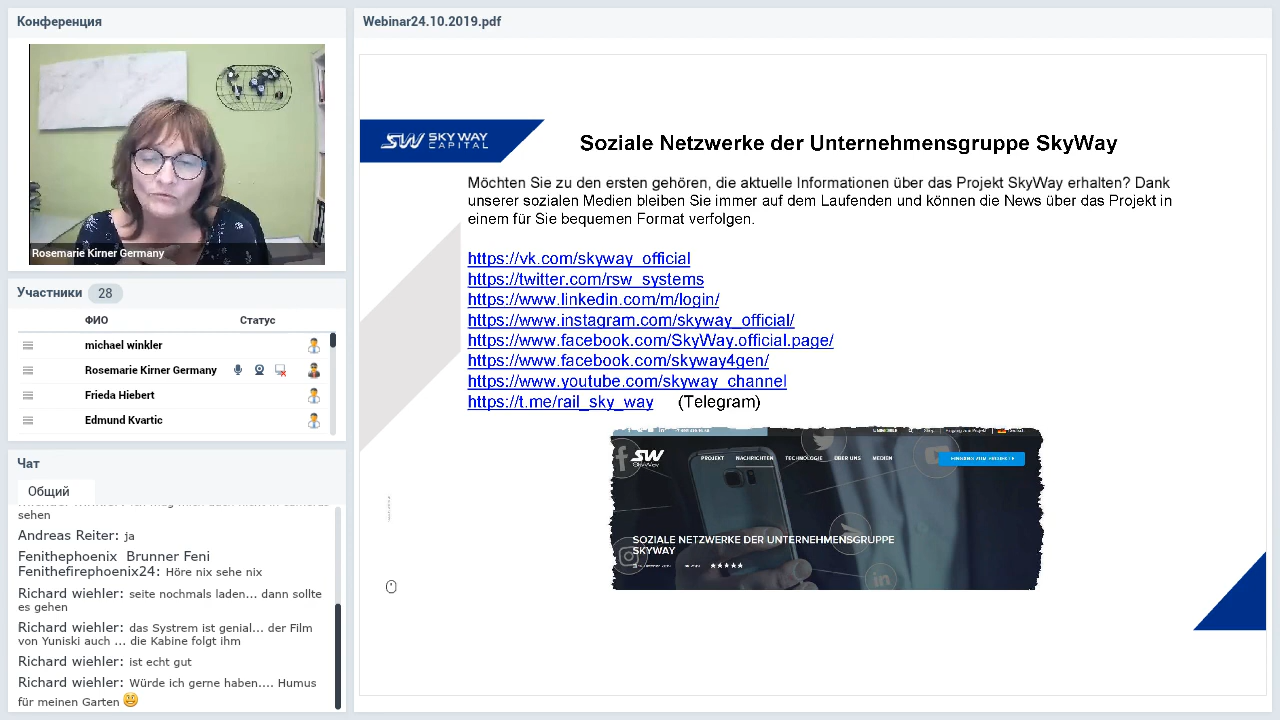 Конференция
Rosemarie Kirner Germany
Участники 28
ФИО Статус
michael winkler
Rosemarie Kirner Germany
Frieda Hiebert
Edmund Kvartic
Чат
Общий
sehen
Andreas Reiter: ja
Fenithephoenix Brunner Feni
Fenithefirephoenix24: Höre nix sehe nix
Richard wiehler: seite nochmals laden... dann sollte
es gehen
Richard wiehler: das Systrem ist genial... der Film
von Yuniski auch ... die Kabine folgt ihm
Richard wiehler: ist echt gut
Richard wiehler: Würde ich gerne haben.... Humus
für meinen Garten
Webinar24.10.2019.pdf
SW SKY WAY
CAPITAL
Soziale Netzwerke der Unternehmensgruppe SkyWay
Möchten Sie zu den ersten gehören, die aktuelle Informationen über das Projekt SkyWay erhalten? Dank
unserer sozialen Medien bleiben Sie immer auf dem Laufenden und können die News über das Projekt in
einem für Sie bequemen Format verfolgen.
https://vk.com/skyway_official
https://twitter.com/rsw_systems
https://www.linkedin.com/m/login/
https://www.instagram.com/skyway_official/
https://www.facebook.com/SkyWay.official.page/
https://www.facebook.com/skyway4gen/
https://www.youtube.com/skyway_channel
https://t.me/rail_sky_way (Telegram)
SW
SkyWay
PROJEKT NACHRICHTEN TECHNOLOGIE ÜBER UNS MEDIEN
EINGANG ZUM PROJEKT
SOZIALE NETZWERKE DER UNTERNEHMENSGRUPPE
SKYWAY